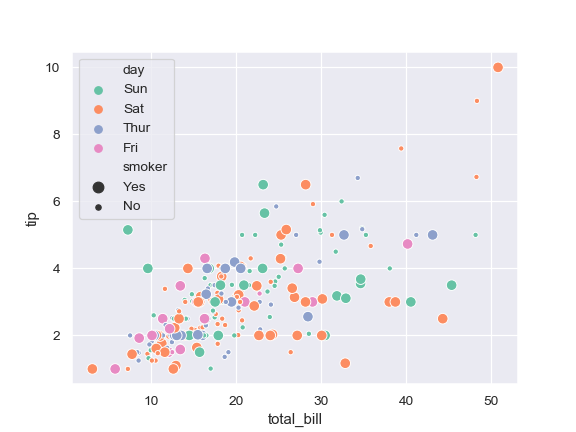 10
8
6
4
2
tip
day
Sun
Sat
Thur
Fri
smoker
Yes
No
10 20 30 40 50
total_bill